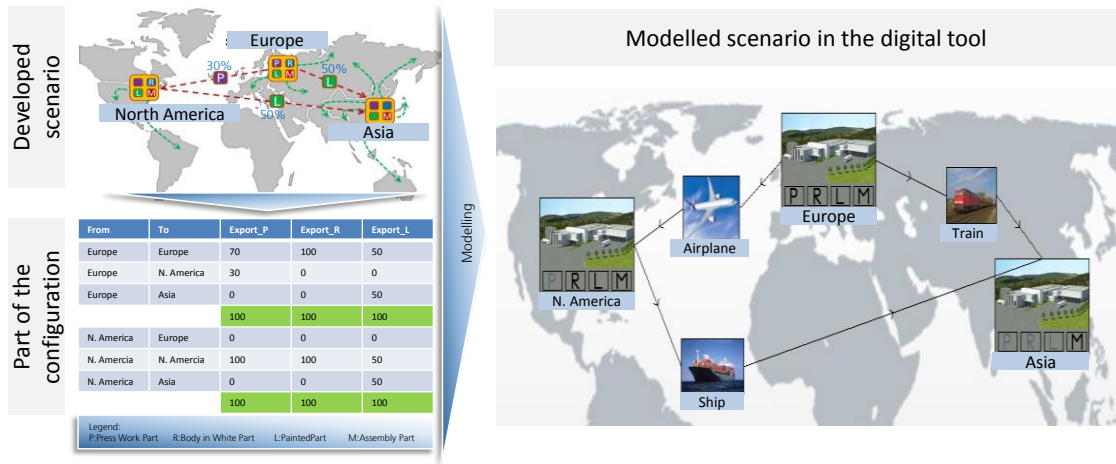 Developed
scenario
Europe
30%
P
P R
L M
50%
L
R
L M
North America
L
50%
M
Asia
Part of the
configuration
From To Export_P Export_R Export_L
Europe Europe 70 100 50
Europe N. America 30 0 0
Europe Asia 0 0 50
100 100 100
N. America Europe 0 0 0
N. Amercia N. Amercia 100 100 50
N. America Asia 0 0 50
100 100 100
Legend:
P:Press Work Part R:Body in White Part L:PaintedPart M:Assembly Part
Modelling
Modelled scenario in the digital tool
P R L M
Europe
Airplane
Train
P R L M
N. America
P R L M
Asia
Ship